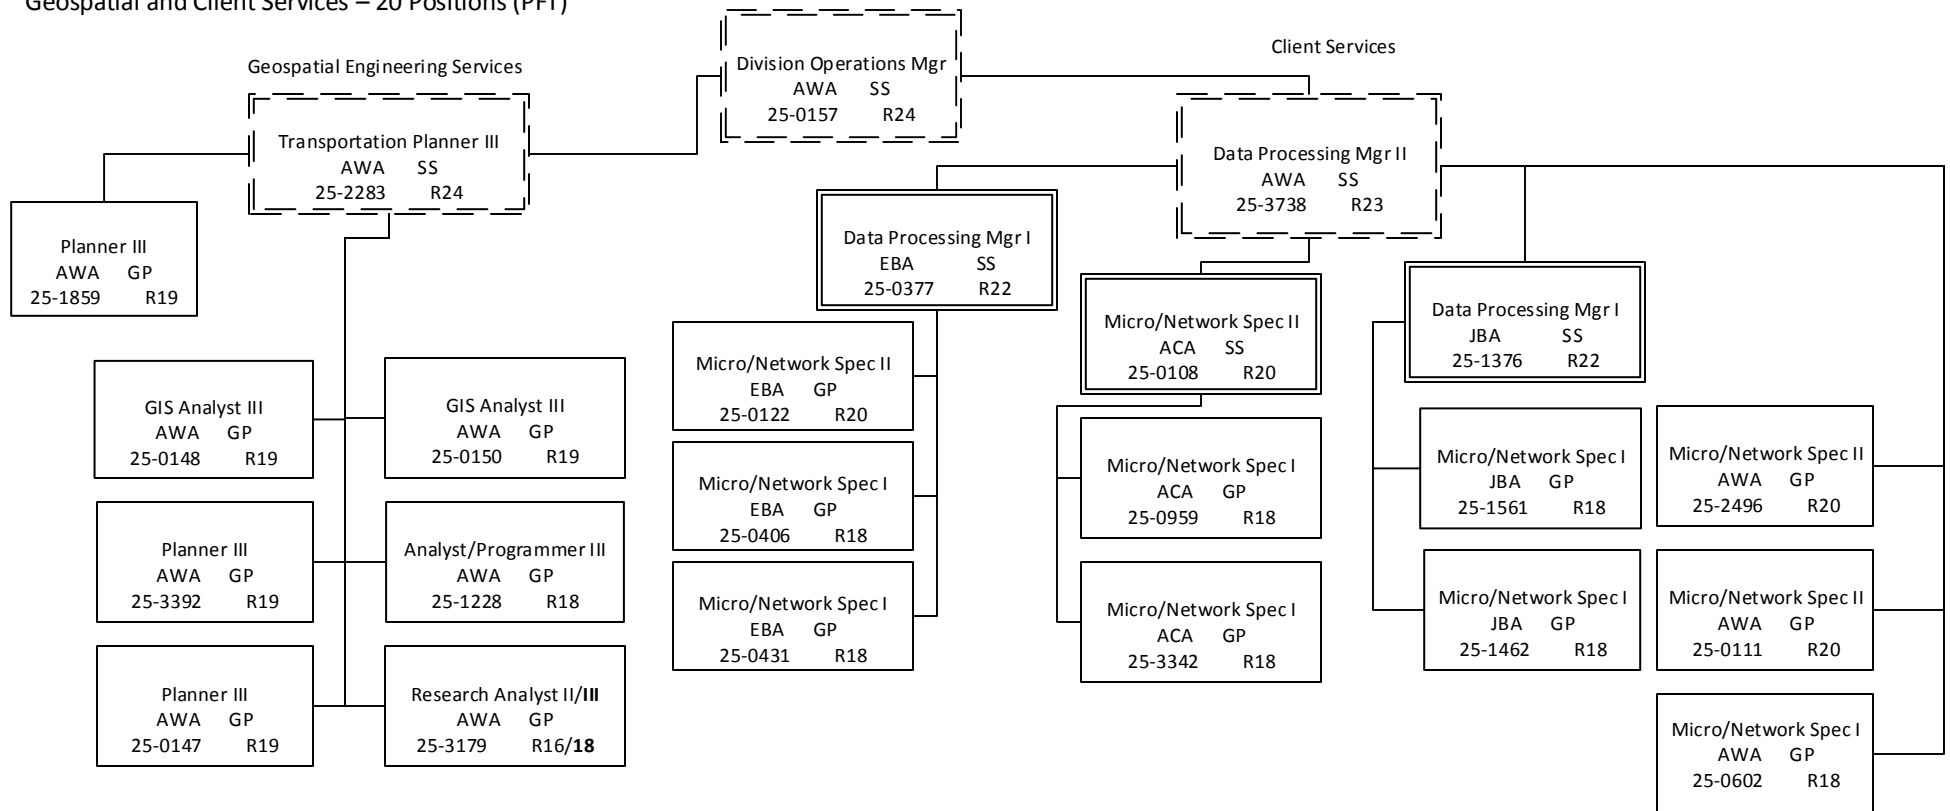 Geospatial and Client Services – 20 Positions (PFT)
Geospatial Engineering Services
Client Services
Division Operations Mgr
AWA SS
25-0157 R24
Transportation Planner III
AWA SS
25-2283 R24
Data Processing Mgr II
AWA SS
25-3738 R23
Planner III
AWA GP
25-1859 R19
Data Processing Mgr I
EBA SS
25-0377 R22
Micro/Network Spec II
ACA SS
25-0108 R20
Data Processing Mgr I
JBA SS
25-1376 R22
GIS Analyst III
AWA GP
25-0148 R19
GIS Analyst III
AWA GP
25-0150 R19
Planner III
AWA GP
25-3392 R19
Analyst/Programmer III
AWA GP
25-1228 R18
Planner III
AWA GP
25-0147 R19
Research Analyst II/III
AWA GP
25-3179 R16/18
Micro/Network Spec II
EBA GP
25-0122 R20
Micro/Network Spec I
EBA GP
25-0406 R18
Micro/Network Spec I
EBA GP
25-0431 R18
Micro/Network Spec I
ACA GP
25-0959 R18
Micro/Network Spec I
ACA GP
25-3342 R18
Micro/Network Spec I
JBA GP
25-1561 R18
Micro/Network Spec I
JBA GP
25-1462 R18
Micro/Network Spec II
AWA GP
25-2496 R20
Micro/Network Spec II
AWA GP
25-0111 R20
Micro/Network Spec I
AWA GP
25-0602 R18